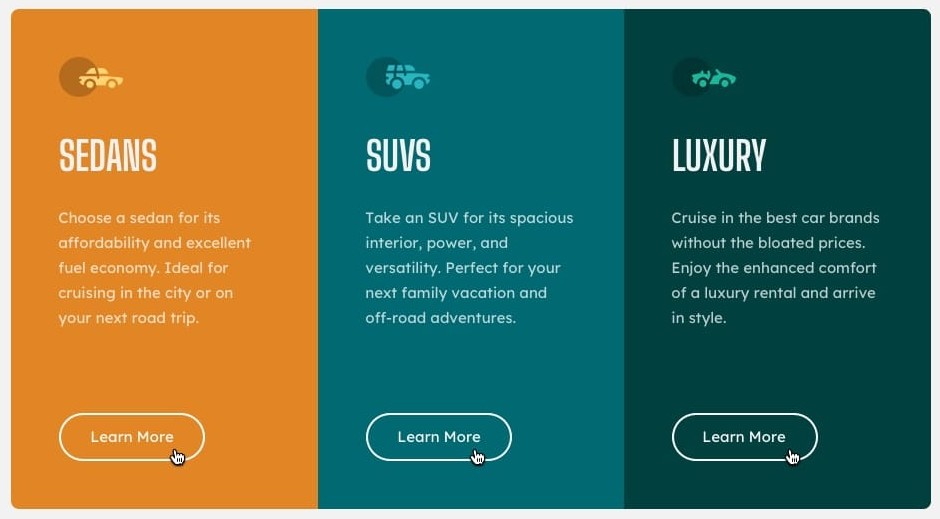 SEDANS
Choose a sedan for its
affordability and excellent
fuel economy. Ideal for
cruising in the city or on
your next road trip.
Learn More
SUVS
Take an SUV for its spacious
interior, power, and
versatility. Perfect for your
next family vacation and
off-road adventures.
Learn More
LUXURY
Cruise in the best car brands
without the bloated prices.
Enjoy the enhanced comfort
of a luxury rental and arrive
in style.
Learn More